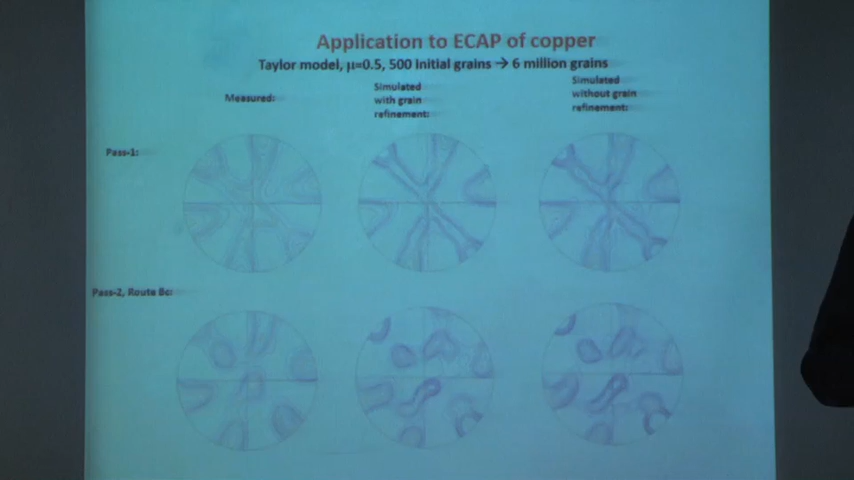 Application to ECAP of copper
Taylor model, μ=0.5, 500 initial grains → 6 million grains
Measured:
Simulated
with grain
refinement:
Simulated
without grain
refinement:
Pass-1:
Pass-2, Route Bc: